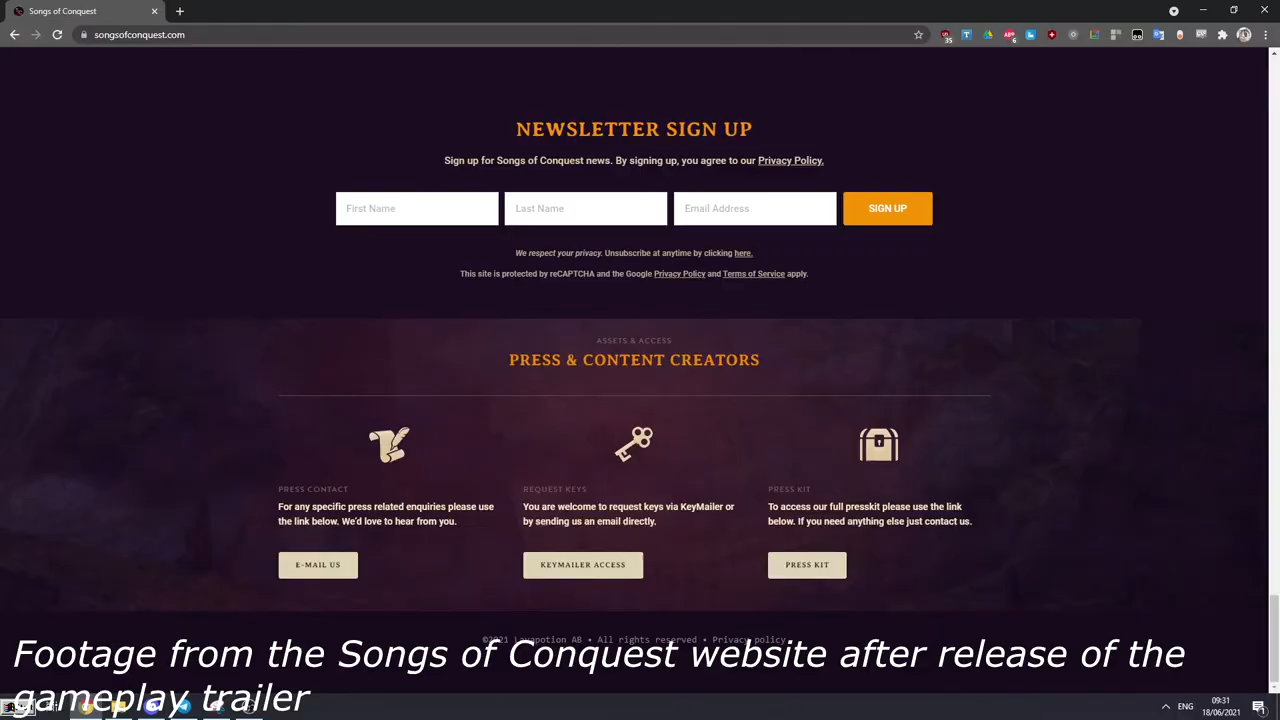 Songs of Conquest
songsofconquest.com
NEWSLETTER SIGN UP
Sign up for Songs of Conquest news. By signing up, you agree to our Privacy Policy.
First Name
Last Name
Email Address
SIGN UP
We respect your privacy. Unsubscribe at anytime by clicking here.
This site is protected by reCAPTCHA and the Google Privacy Policy and Terms of Service apply.
ASSETS & ACCESS
PRESS & CONTENT CREATORS
PRESS CONTACT
For any specific press related enquiries please use
the link below. We'd love to hear from you.
E-MAIL US
REQUEST KEYS
You are welcome to request keys via KeyMailer or
by sending us an email directly.
KEYMAILER ACCESS
PRESS KIT
To access our full presskit please use the link
below. If you need anything else just contact us.
PRESS KIT
©2021 Lavapotion AB • All rights reserved • Privacy policy
Footage from the Songs of Conquest website after release of the
gameplay trailer
ENG
09:31
18/06/2021